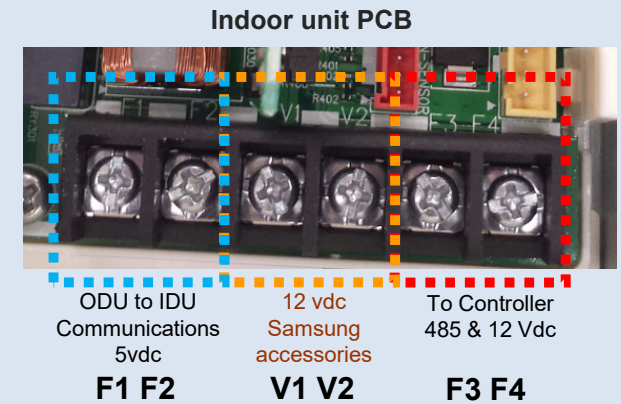 Indoor unit PCB
F1 F2 V1 V2 F3 F4
R402
ODU to IDU
Communications
5vdc
F1 F2
12 vdc
Samsung
accessories
V1 V2
To Controller
485 & 12 Vdc
F3 F4